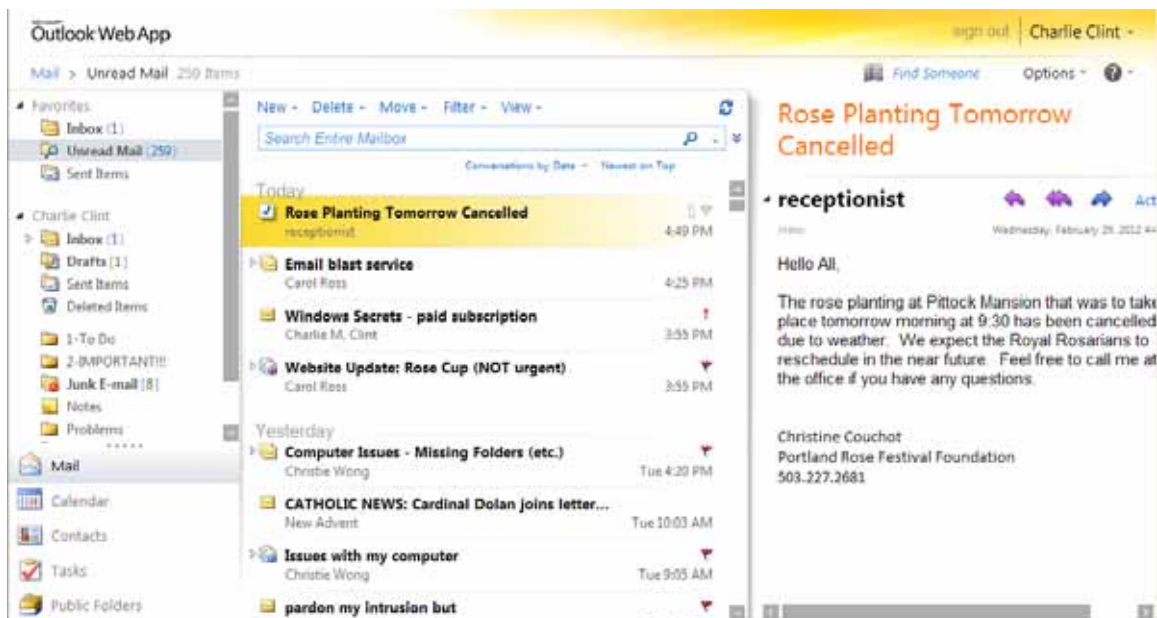 Outlook Web App
sign out
Charlie Clint
Mail > Unread Mail 259 Items
Find Someone
Options
Favorites
Inbox (1)
Unread Mail (259)
Sent Items
Charlie Clint
Inbox (1)
Drafts [1]
Sent Items
Deleted Items
1-To Do
2-IMPORTANT!!!
Junk E-mail [8]
Notes
Problems
Mail
Calendar
Contacts
Tasks
Public Folders
New Delete Move Filter View
Search Entire Mailbox
Conversations by Date Newest on Top
Today
Rose Planting Tomorrow Cancelled
receptionist 4:49 PM
Email blast service
Carol Ross 4:25 PM
Windows Secrets - paid subscription
Charlie M. Clint 3:55 PM
Website Update: Rose Cup (NOT urgent)
Carol Ross 3:55 PM
Yesterday
Computer Issues - Missing Folders (etc.)
Christie Wong Tue 4:20 PM
CATHOLIC NEWS: Cardinal Dolan joins letter...
New Advent Tue 10:03 AM
Issues with my computer
Christie Wong Tue 9:05 AM
pardon my intrusion but
Rose Planting Tomorrow
Cancelled
receptionist
Act
Wednesday, February 29, 2012 4:4
Hello All,
The rose planting at Pittock Mansion that was to take
place tomorrow morning at 9:30 has been cancelled
due to weather. We expect the Royal Rosarians to
reschedule in the near future. Feel free to call me at
the office if you have any questions.
Christine Couchot
Portland Rose Festival Foundation
503.227.2681